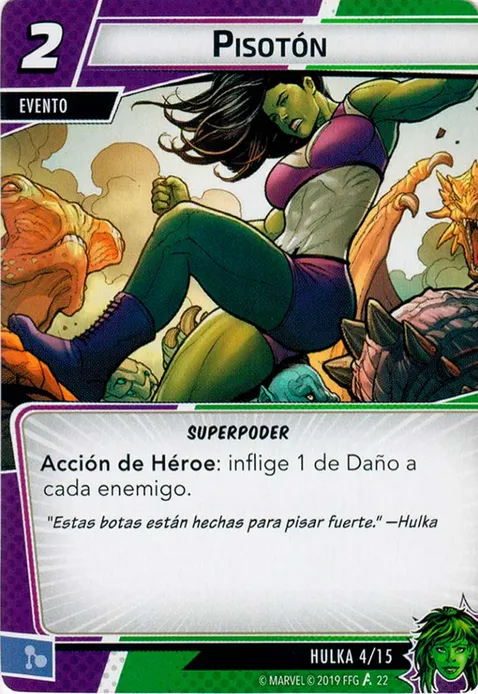 2
PISOTÓN
EVENTO
SUPERPODER
Acción de Héroe: inflige 1 de Daño a
cada enemigo.
"Estas botas están hechas para pisar fuerte." —Hulka
HULKA 4/15
© MARVEL © 2019 FFG 22